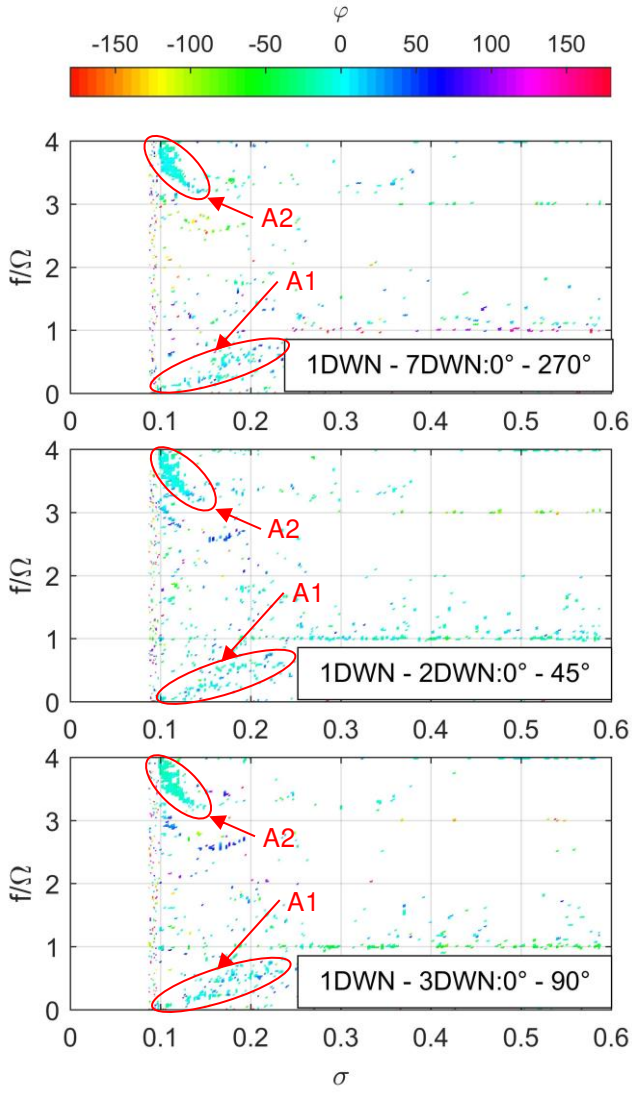 φ
-150 -100 -50 0 50 100 150
4
A2
3
f/Ω
2
A1
1
1DWN - 7DWN:0° - 270°
0
0 0.1 0.2 0.3 0.4 0.5 0.6
4
A2
3
f/Ω
2
A1
1
1DWN - 2DWN:0° - 45°
0
0 0.1 0.2 0.3 0.4 0.5 0.6
4
3
A2
f/Ω
2
A1
1
1DWN - 3DWN:0° - 90°
0
0 0.1 0.2 0.3 0.4 0.5 0.6
σ